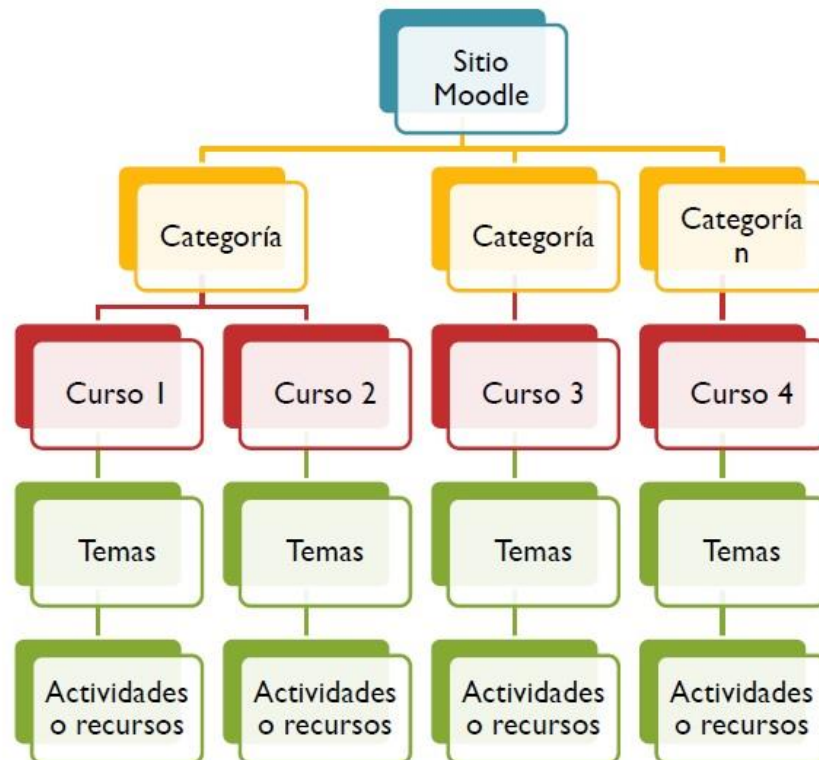 Sitio
Moodle
Categoría
Categoría
Categoría
n
Curso 1
Curso 2
Curso 3
Curso 4
Temas
Temas
Temas
Temas
Actividades
o recursos
Actividades
o recursos
Actividades
o recursos
Actividades
o recursos